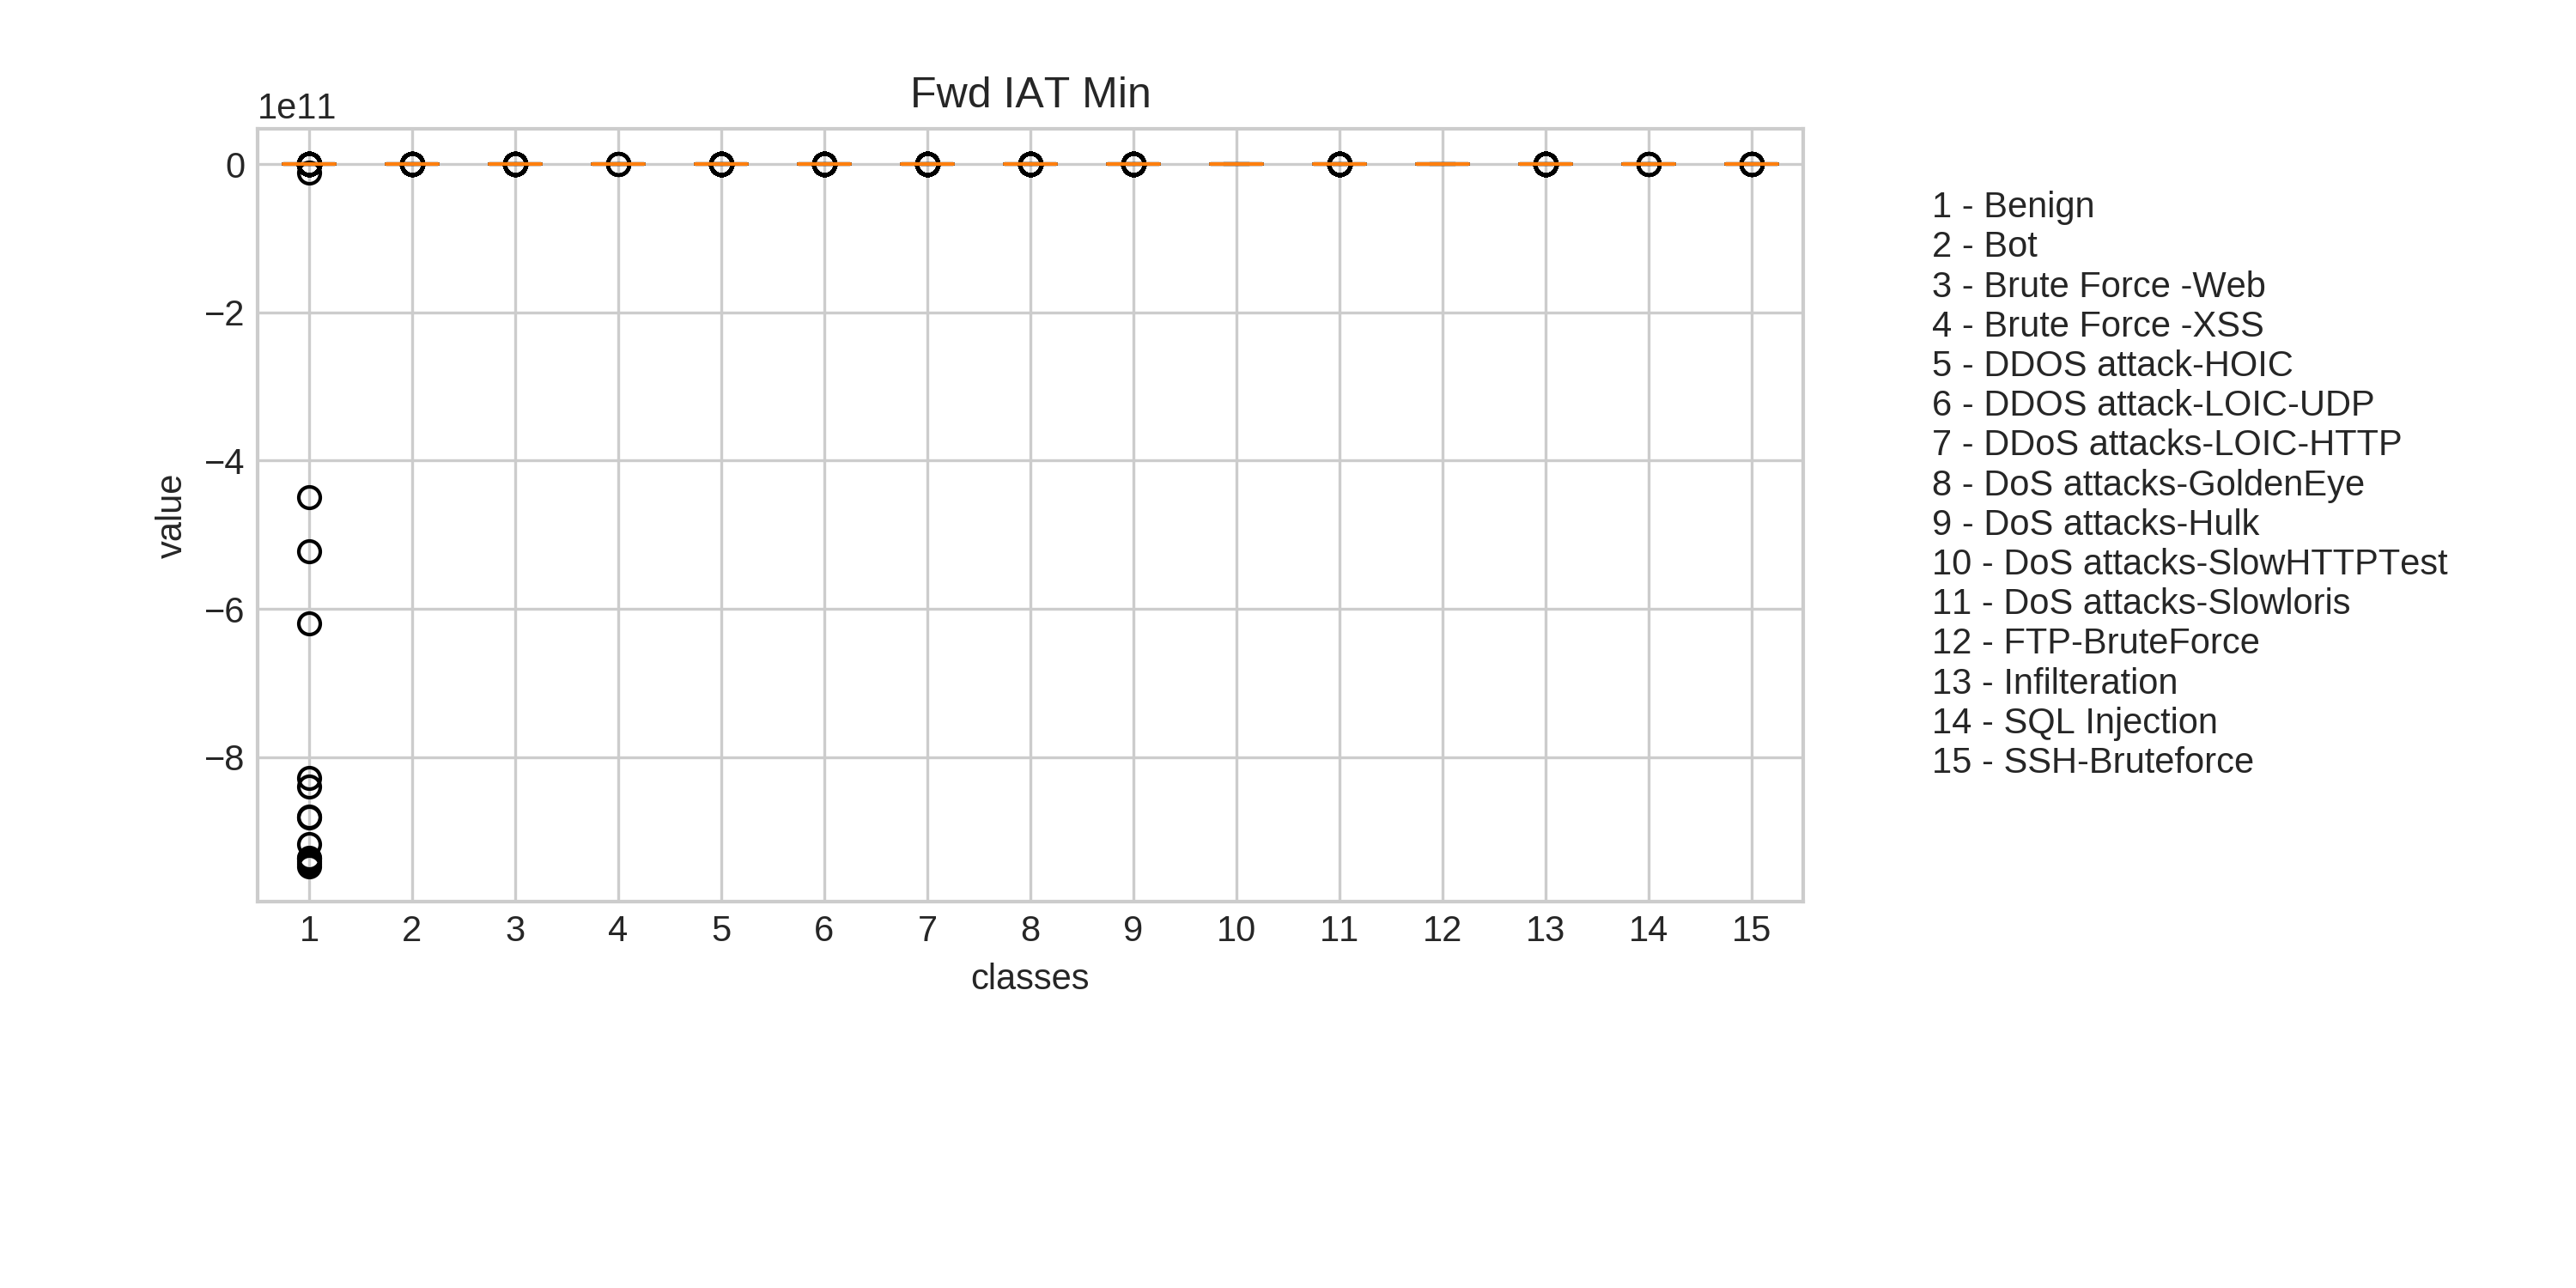 Fwd IAT Min
1e11
0
−2
−4
−6
−8
value
1 2 3 4 5 6 7 8 9 10 11 12 13 14 15
classes
1 - Benign
2 - Bot
3 - Brute Force -Web
4 - Brute Force -XSS
5 - DDOS attack-HOIC
6 - DDOS attack-LOIC-UDP
7 - DDoS attacks-LOIC-HTTP
8 - DoS attacks-GoldenEye
9 - DoS attacks-Hulk
10 - DoS attacks-SlowHTTPTest
11 - DoS attacks-Slowloris
12 - FTP-BruteForce
13 - Infilteration
14 - SQL Injection
15 - SSH-Bruteforce